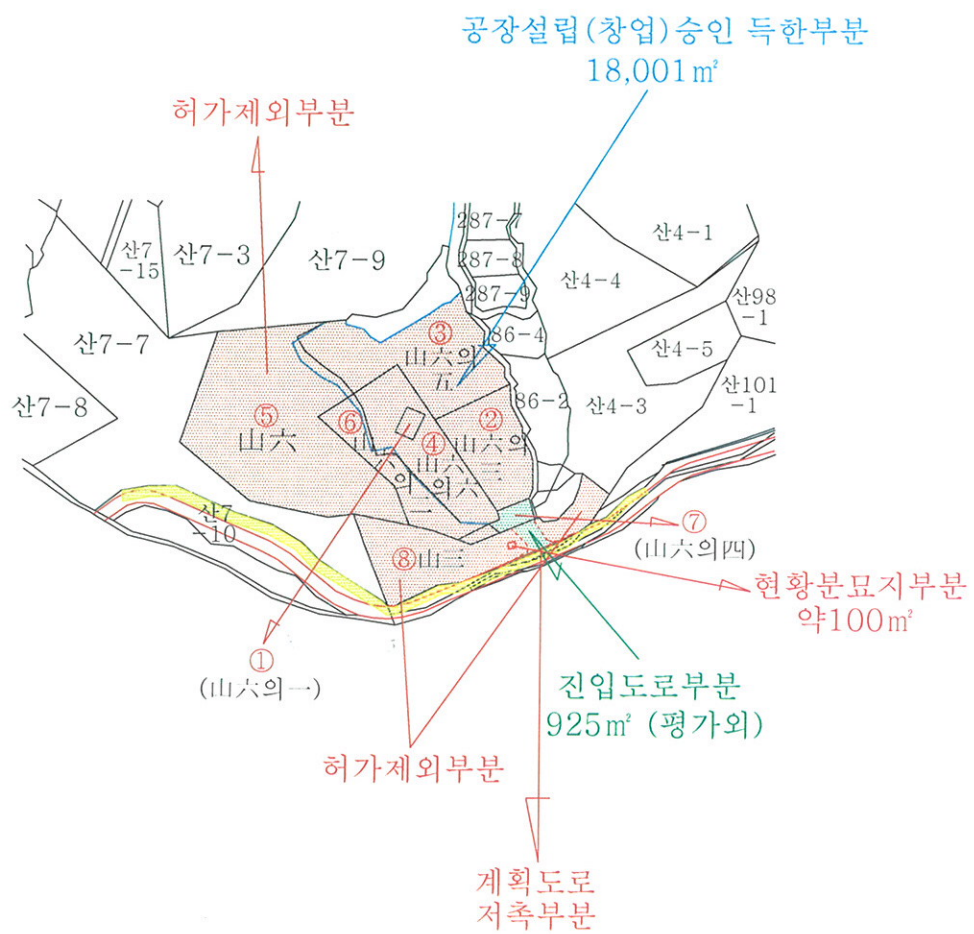 공장설립(창업)승인 득한부분
18,001㎡
허가제외부분
287-7
287-8
287-9
산4-1
산7
-15
산7-3
산7-9
산4-4
산98
-1
86-4
산7-7
③
山六의
五
산4-5
산7-8
86-2
산4-3
산101
-1
⑤
山六
⑥
山
六
의
一
④
山六
의六
②
山六의
三
산7
-10
⑦
(山六의四)
⑧山三
현황분묘지부분
약100㎡
①
(山六의一)
진입도로부분
925㎡ (평가외)
허가제외부분
계획도로
저촉부분